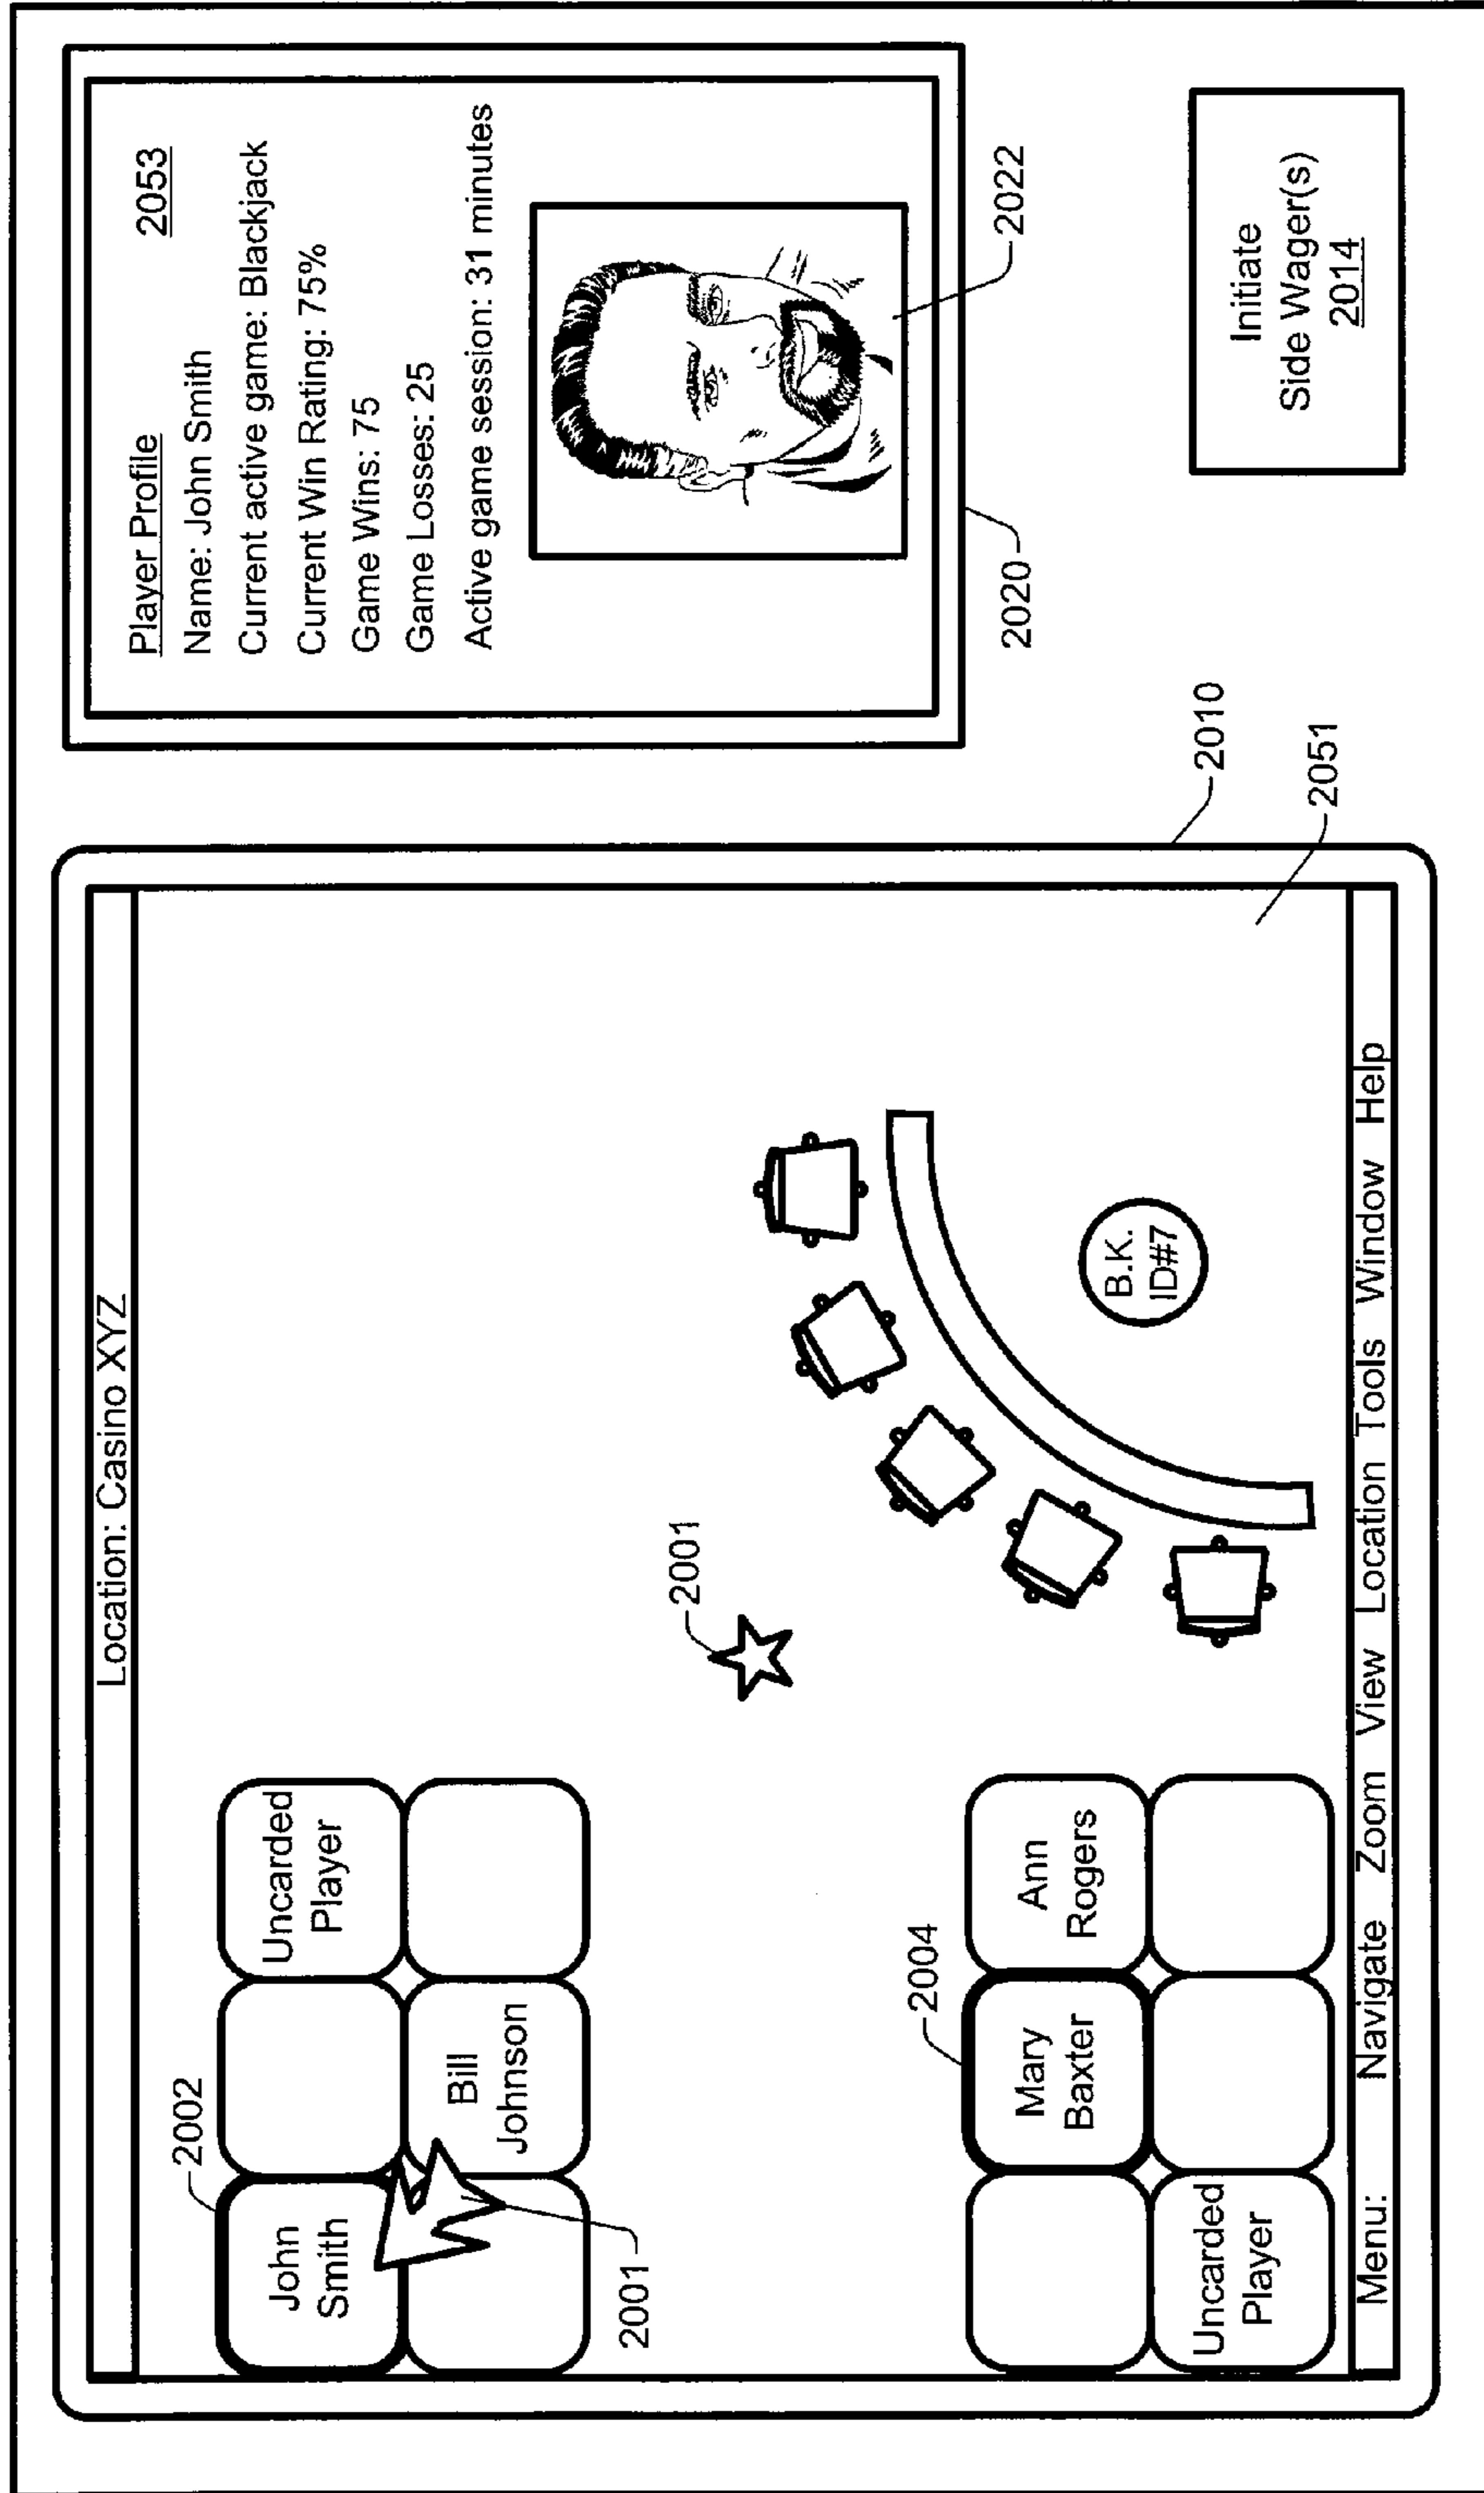 Location: Casino XYZ
2002
John
Smith
Uncarded
Player
Bill
Johnson
2001
2001
2004
Mary
Baxter
Ann
Rogers
Uncarded
Player
B.K.
ID#7
Menu: Navigate Zoom View Location Tools Window Help
Player Profile 2053
Name: John Smith
Current active game: Blackjack
Current Win Rating: 75%
Game Wins: 75
Game Losses: 25
Active game session: 31 minutes
2022
2020
2010
2051
Initiate
Side Wager(s)
2014